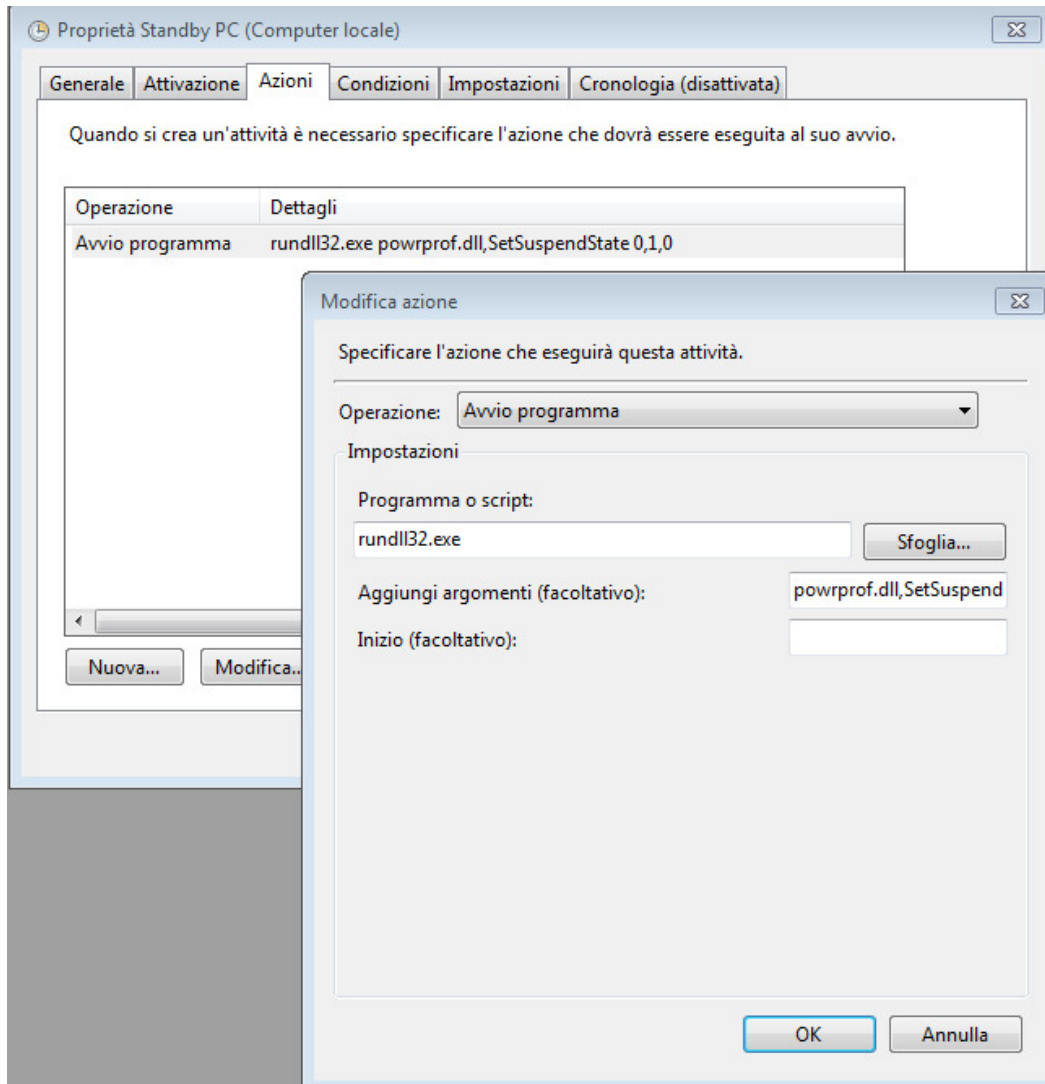 Proprietà Standby PC (Computer locale)
Generale Attivazione Azioni Condizioni Impostazioni Cronologia (disattivata)
Quando si crea un'attività è necessario specificare l'azione che dovrà essere eseguita al suo avvio.
Operazione Dettagli
Avvio programma rundll32.exe powrprof.dll,SetSuspendState 0,1,0
Nuova... Modifica..
Modifica azione
Specificare l'azione che eseguirà questa attività.
Operazione: Avvio programma
Impostazioni
Programma o script:
rundll32.exe Sfoglia...
Aggiungi argomenti (facoltativo): powrprof.dll,SetSuspend
Inizio (facoltativo):
OK Annulla